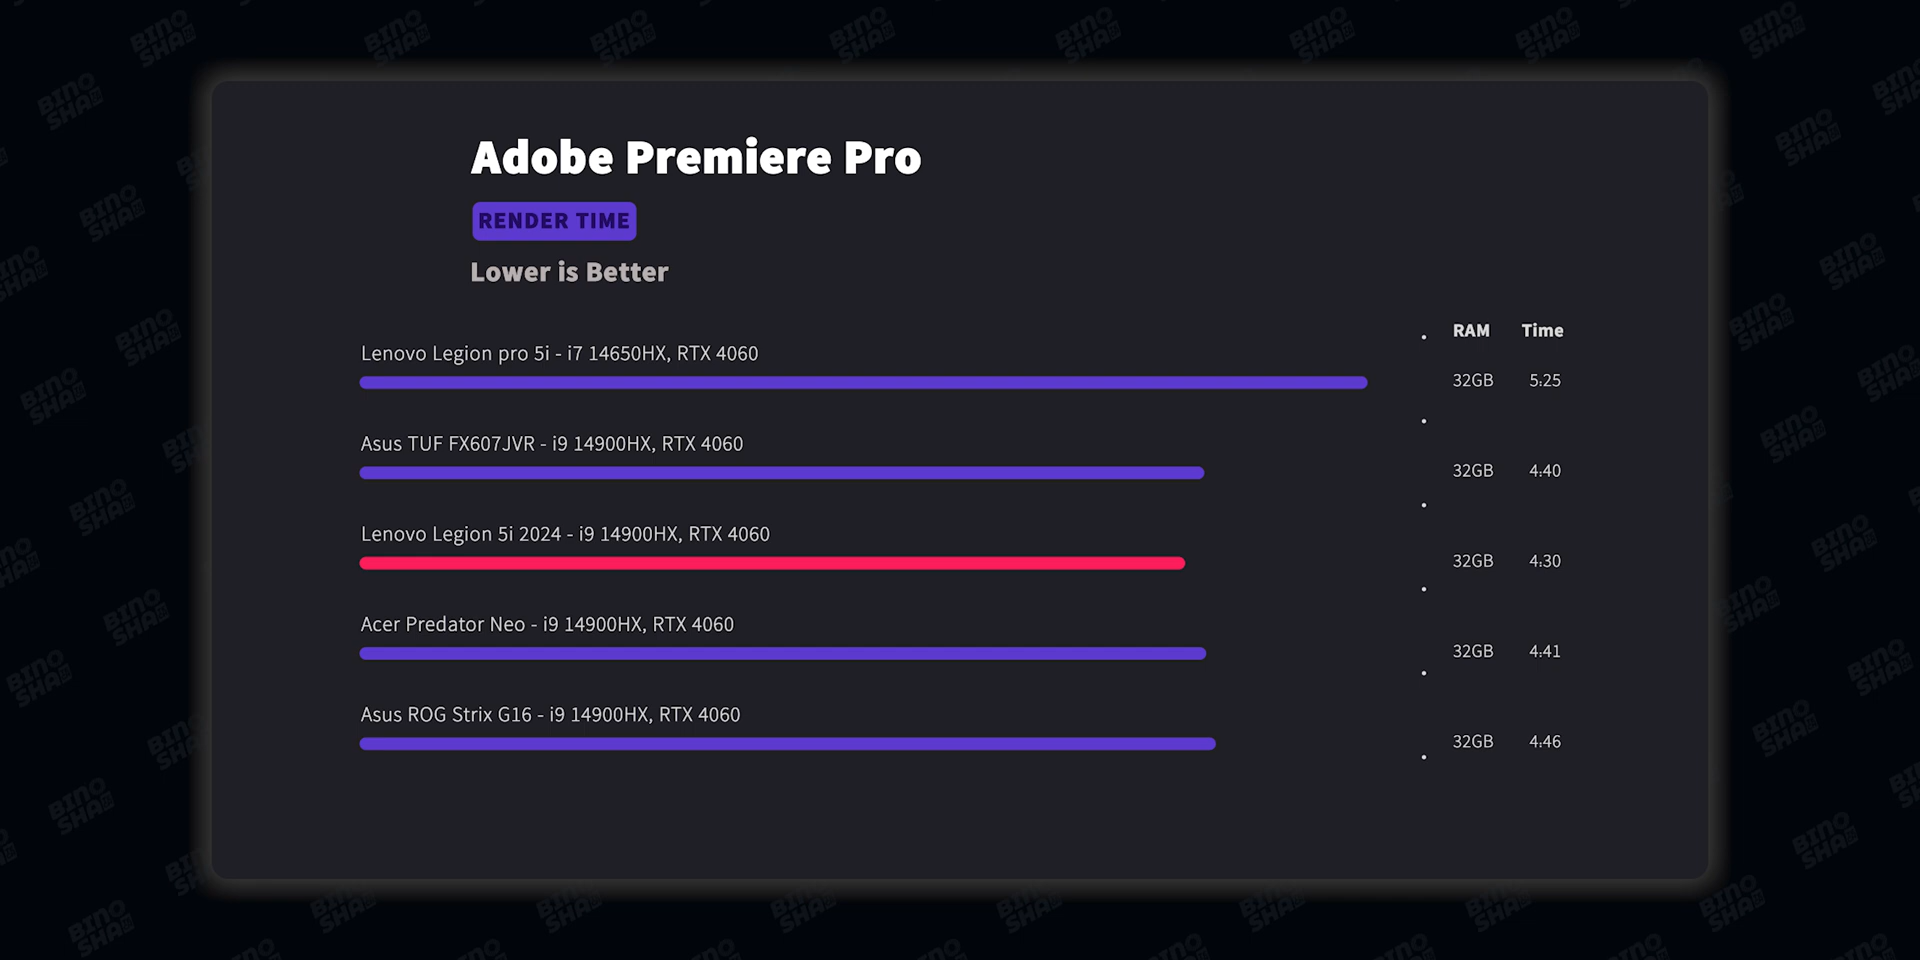 Adobe Premiere Pro
RENDER TIME
Lower is Better
RAM Time
Lenovo Legion pro 5i - i7 14650HX, RTX 4060
32GB 5:25
Asus TUF FX607JVR - i9 14900HX, RTX 4060
32GB 4:40
Lenovo Legion 5i 2024 - i9 14900HX, RTX 4060
32GB 4:30
Acer Predator Neo - i9 14900HX, RTX 4060
32GB 4:41
Asus ROG Strix G16 - i9 14900HX, RTX 4060
32GB 4:46